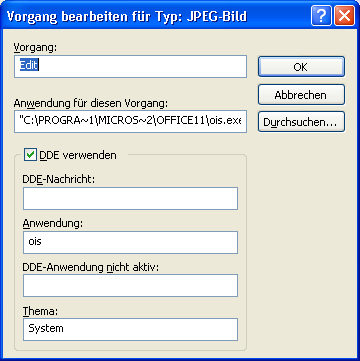 Vorgang bearbeiten für Typ: JPEG-Bild
Vorgang:
Edit
OK
Abbrechen
Anwendung für diesen Vorgang:
"C:\PROGRA~1\MICROS~2\OFFICE11\ois.exe
Durchsuchen...
DDE verwenden
DDE-Nachricht:
Anwendung:
ois
DDE-Anwendung nicht aktiv:
Thema:
System